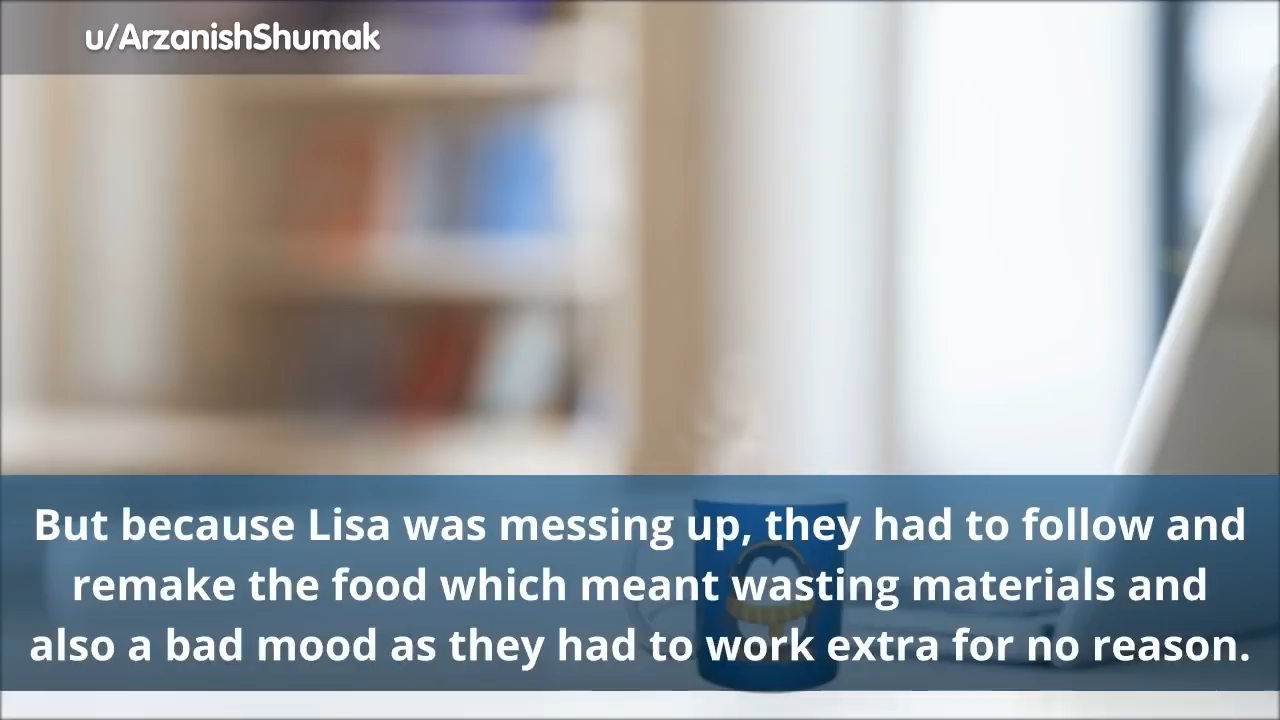 u/ArzanishShumak
But because Lisa was messing up, they had to follow and
remake the food which meant wasting materials and
also a bad mood as they had to work extra for no reason.